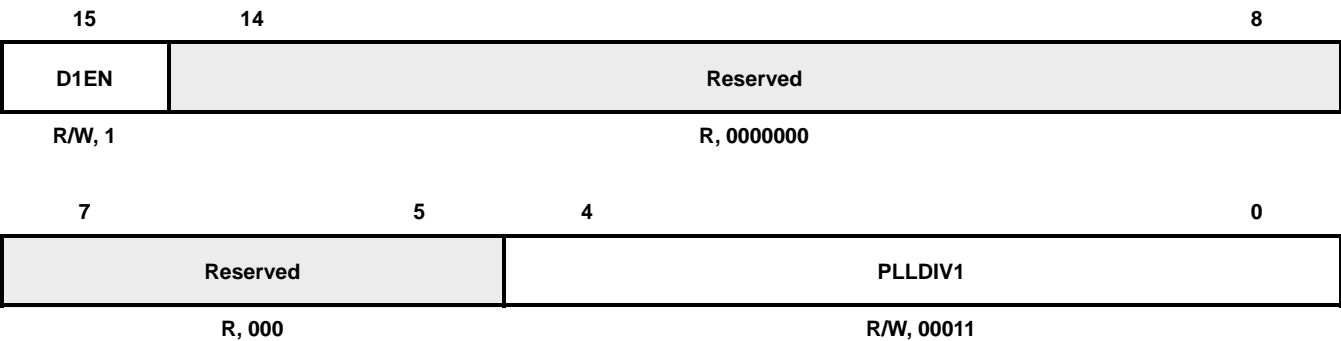 15 14 8
D1EN Reserved
R/W, 1 R, 0000000
7 5 4 0
Reserved PLLDIV1
R, 000 R/W, 00011